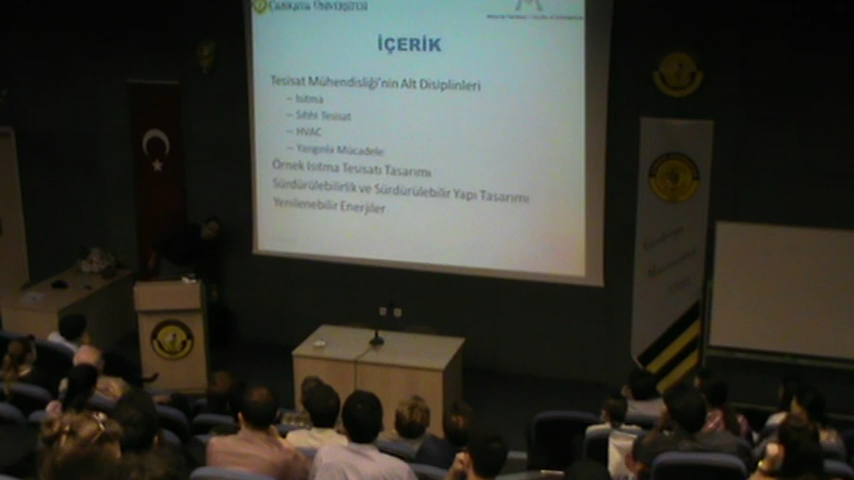 ÇANKAYA ÜNİVERSİTESİ
İÇERİK
Tesisat Mühendisliği'nin Alt Disiplinleri
– Isıtma
– Sıhhi Tesisat
– HVAC
– Yangınla Mücadele
Örnek Isıtma Tesisatı Tasarımı
Sürdürülebilirlik ve Sürdürülebilir Yapı Tasarımı
Yenilenebilir Enerjiler